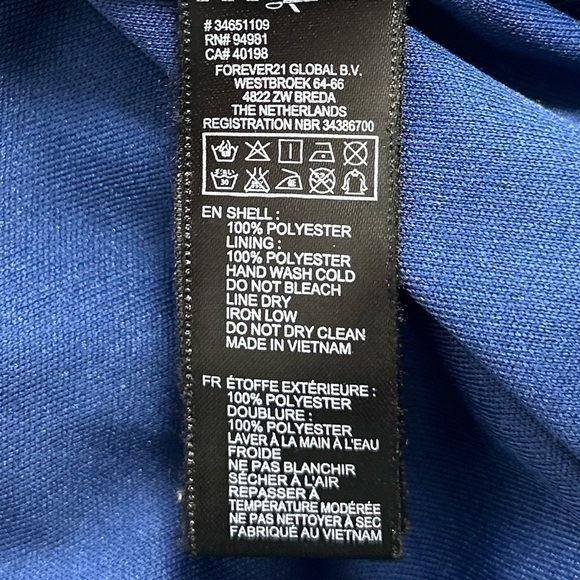 # 34651109
RN# 94981
CA# 40198
FOREVER21 GLOBAL B.V.
WESTBROEK 64-66
4822 ZW BREDA
THE NETHERLANDS
REGISTRATION NBR 34386700
EN SHELL :
100% POLYESTER
LINING :
100% POLYESTER
HAND WASH COLD
DO NOT BLEACH
LINE DRY
IRON LOW
DO NOT DRY CLEAN
MADE IN VIETNAM
FR ÉTOFFE EXTÉRIEURE :
100% POLYESTER
DOUBLURE :
100% POLYESTER
LAVER À LA MAIN À L'EAU
FROIDE
NE PAS BLANCHIR
SÉCHER À L'AIR
REPASSER À
TEMPÉRATURE MODÉRÉE
NE PAS NETTOYER À SEC
FABRIQUÉ AU VIETNAM